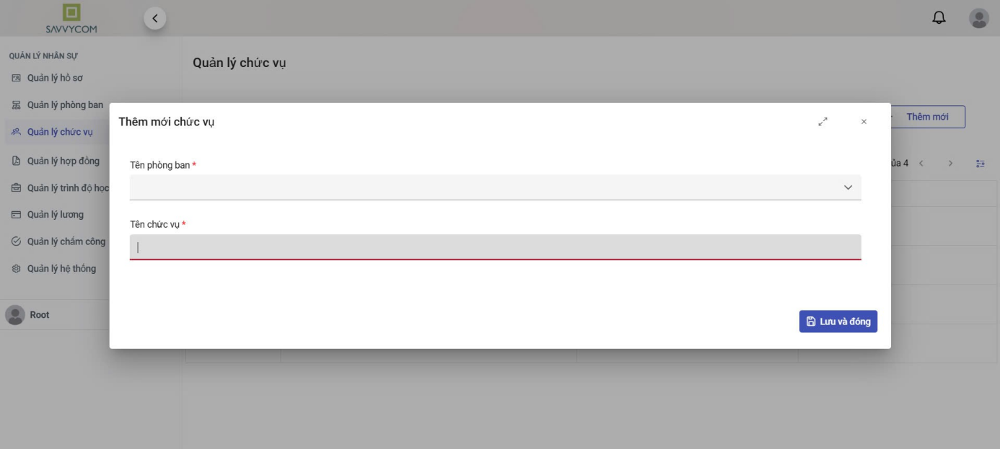 SAVVYCOM
QUẢN LÝ NHÂN SỰ
Quản lý hồ sơ
Quản lý phòng ban
Quản lý chức vụ
Quản lý hợp đồng
Quản lý trình độ học
Quản lý lương
Quản lý chấm công
Quản lý hệ thống
Root
Quản lý chức vụ
Thêm mới
của 4
Thêm mới chức vụ
Tên phòng ban *
Tên chức vụ *
Lưu và đóng